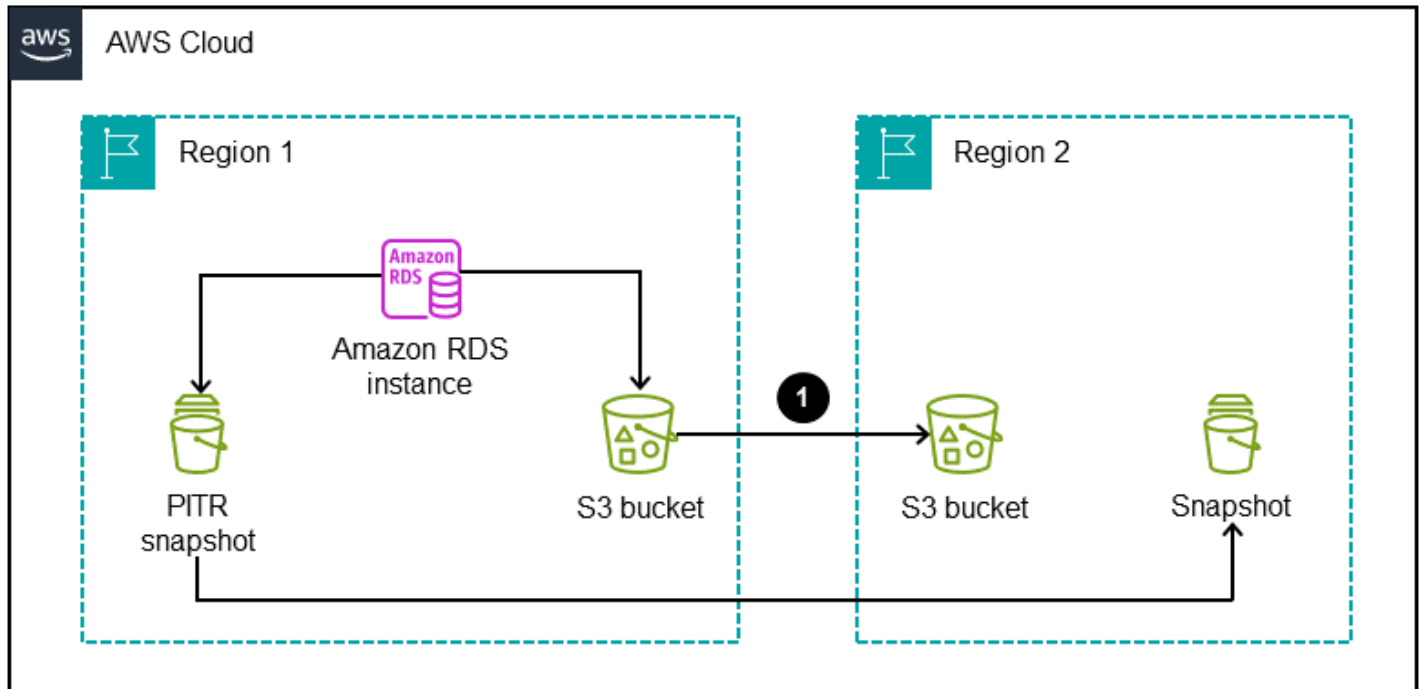 aws
AWS Cloud
Region 1
Region 2
Amazon
RDS
Amazon RDS
instance
1
PITR
snapshot
S3 bucket
S3 bucket
Snapshot